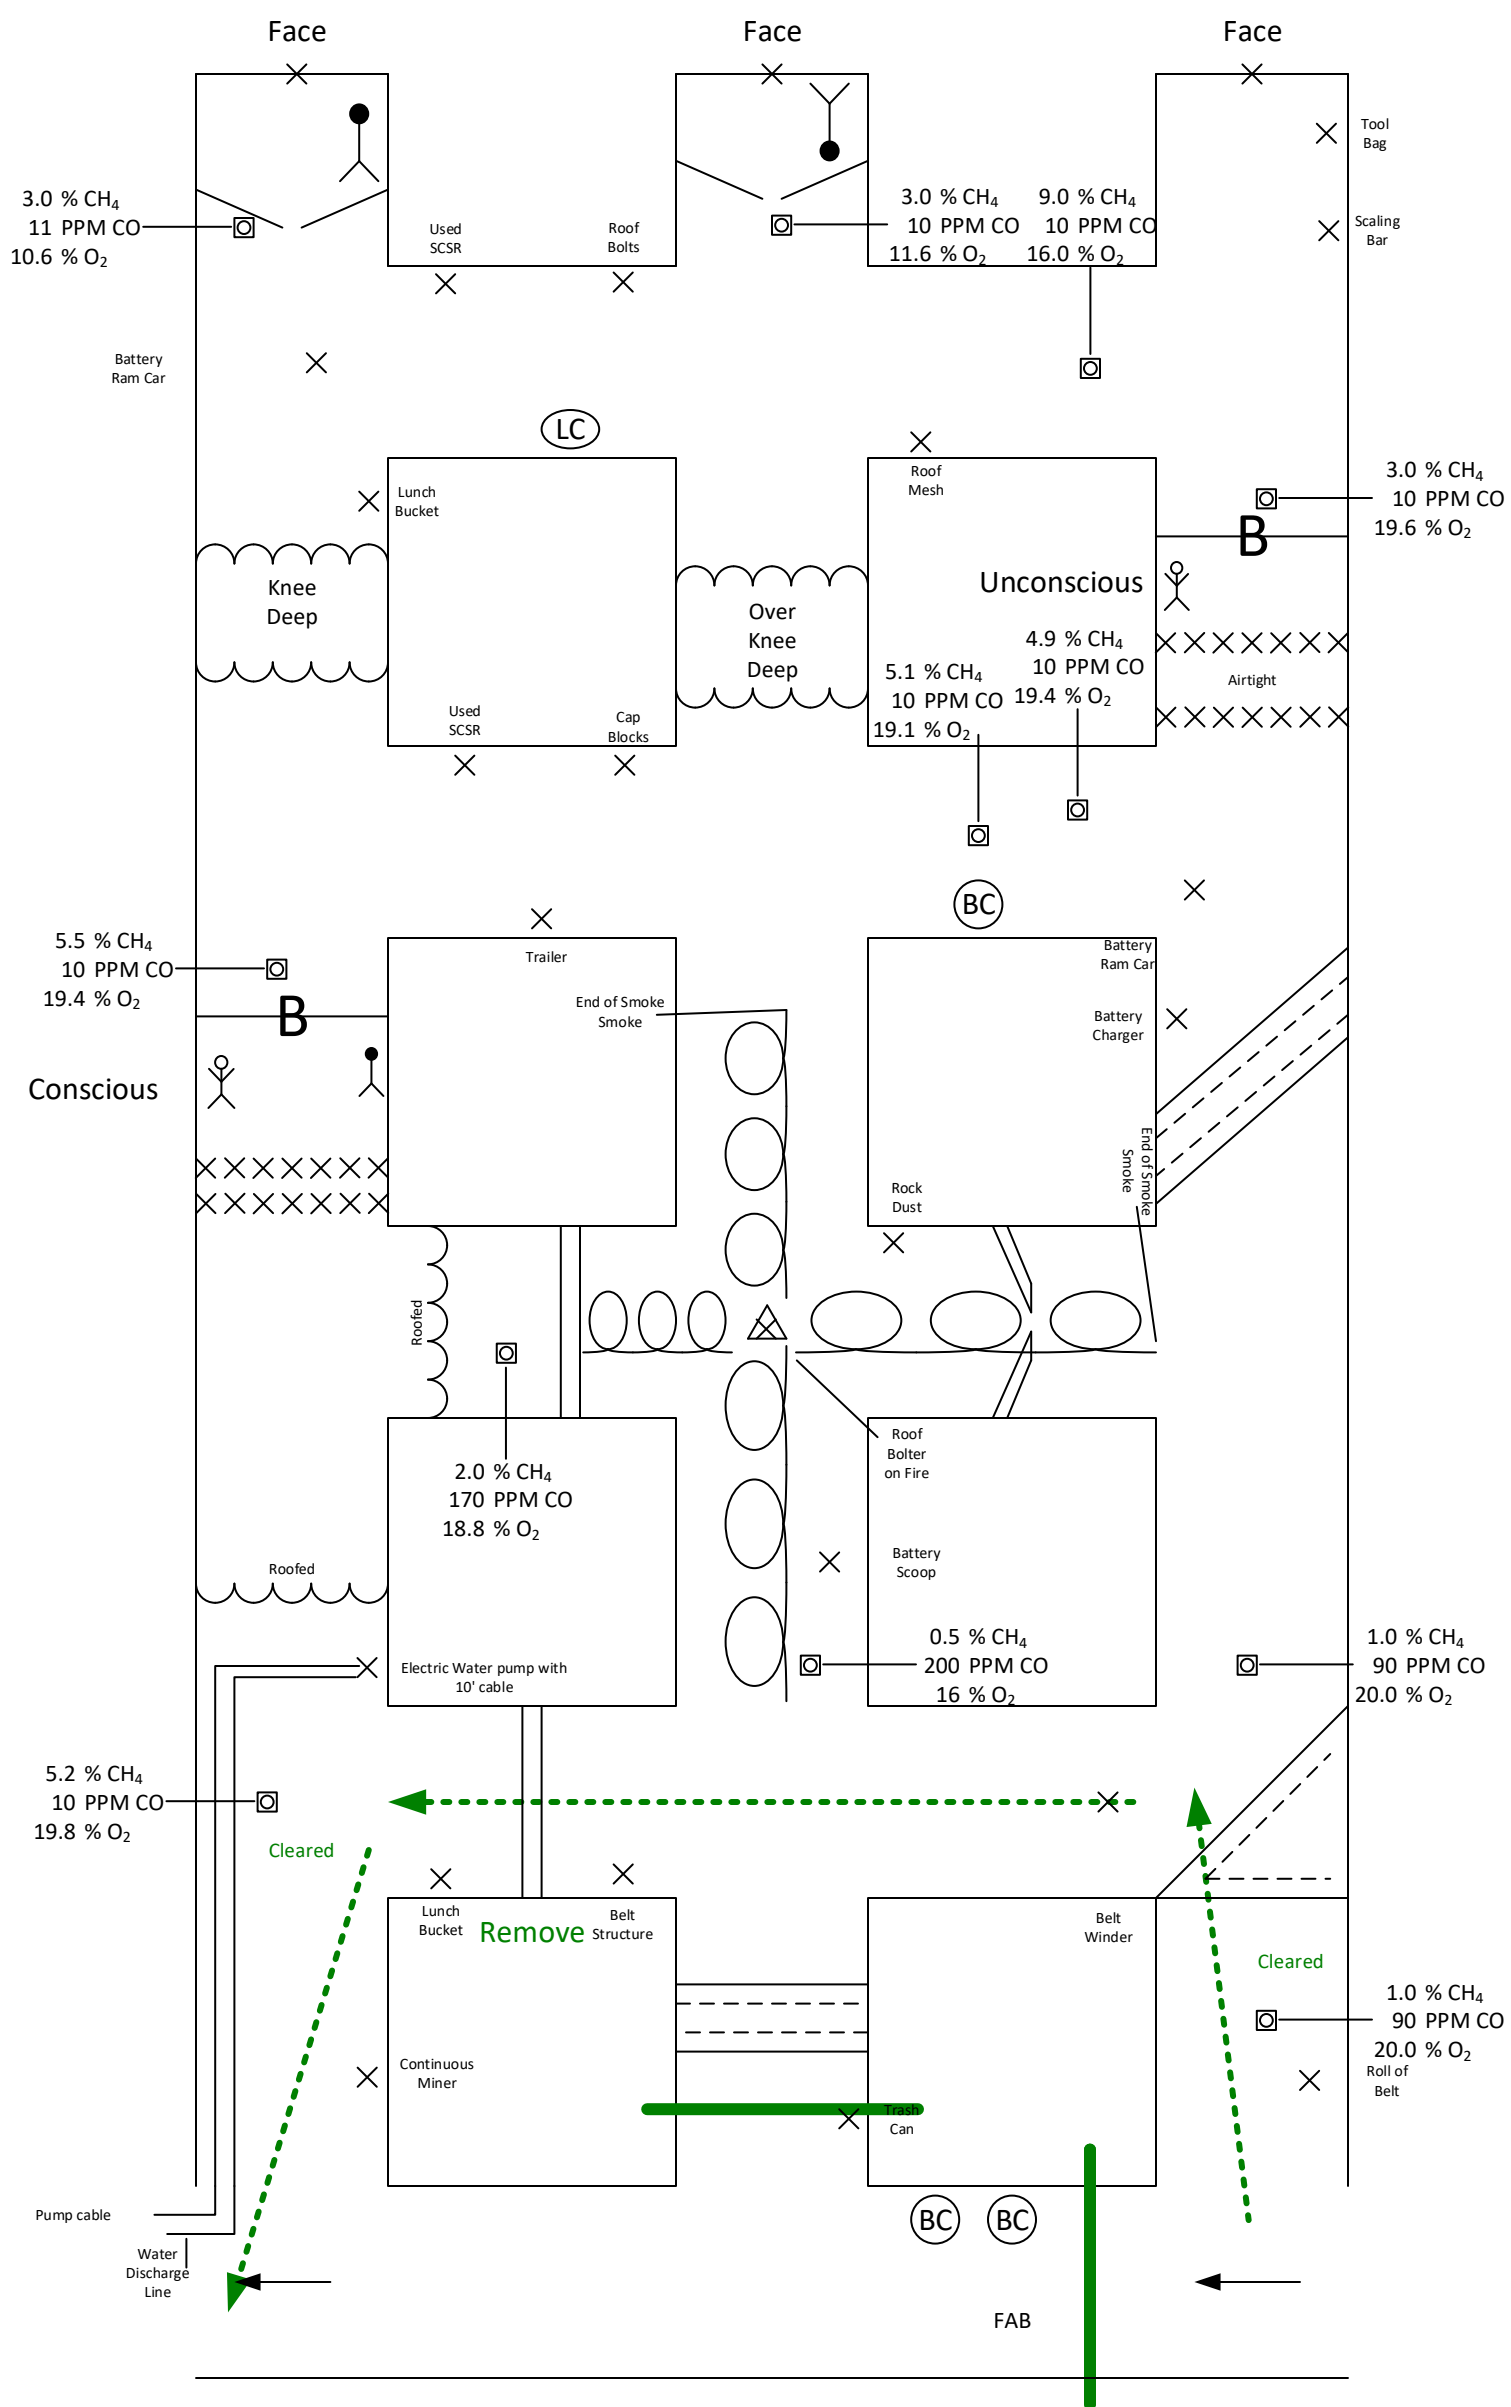 Face
Face
Face
Tool
Bag
3.0 % CH₄
11 PPM CO
10.6 % O₂
Used
SCSR
Roof
Bolts
3.0 % CH₄
10 PPM CO
11.6 % O₂
9.0 % CH₄
10 PPM CO
16.0 % O₂
Scaling
Bar
Battery
Ram Car
LC
Lunch
Bucket
Roof
Mesh
3.0 % CH₄
10 PPM CO
19.6 % O₂
B
Knee
Deep
Over
Knee
Deep
Unconscious
4.9 % CH₄
10 PPM CO
19.4 % O₂
5.1 % CH₄
10 PPM CO
19.1 % O₂
Airtight
Used
SCSR
Cap
Blocks
BC
5.5 % CH₄
10 PPM CO
19.4 % O₂
Trailer
Battery
Ram Car
B
End of Smoke
Smoke
Battery
Charger
Conscious
End of Smoke
Smoke
Rock
Dust
Roofed
Roof
Bolter
on Fire
2.0 % CH₄
170 PPM CO
18.8 % O₂
Roofed
Battery
Scoop
0.5 % CH₄
200 PPM CO
16 % O₂
1.0 % CH₄
90 PPM CO
20.0 % O₂
Electric Water pump with
10' cable
5.2 % CH₄
10 PPM CO
19.8 % O₂
Cleared
Lunch
Bucket
Remove
Belt
Structure
Belt
Winder
Cleared
1.0 % CH₄
90 PPM CO
20.0 % O₂
Continuous
Miner
Roll of
Belt
Trash
Can
BC
BC
Pump cable
Water
Discharge
Line
FAB